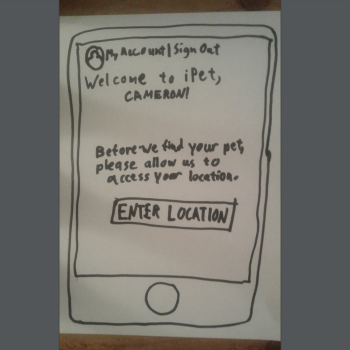 My Account | Sign Out
Welcome to iPet,
CAMERON!
Before we find your pet,
please allow us to
access your location.
ENTER LOCATION